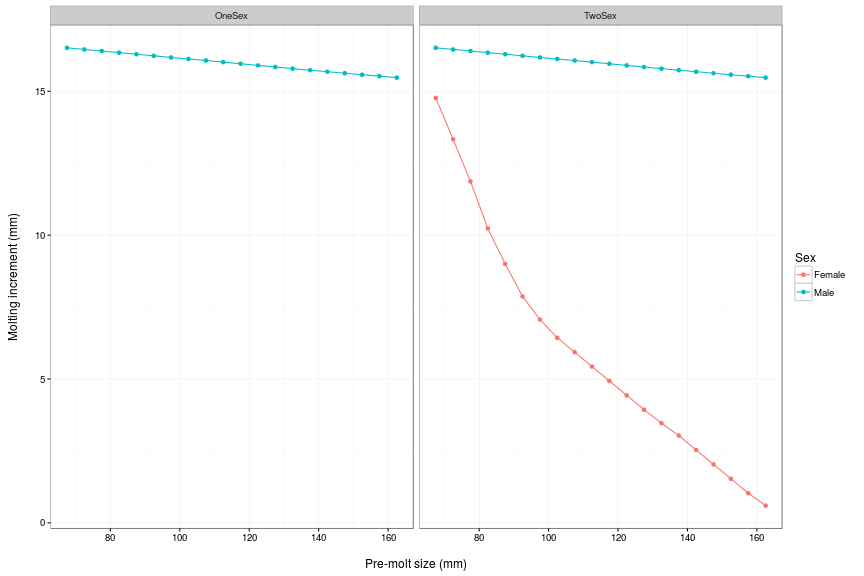 OneSex
TwoSex
15
10
5
0
80
100
120
140
160
80
100
120
140
160
Molting increment (mm)
Pre-molt size (mm)
Sex
Female
Male